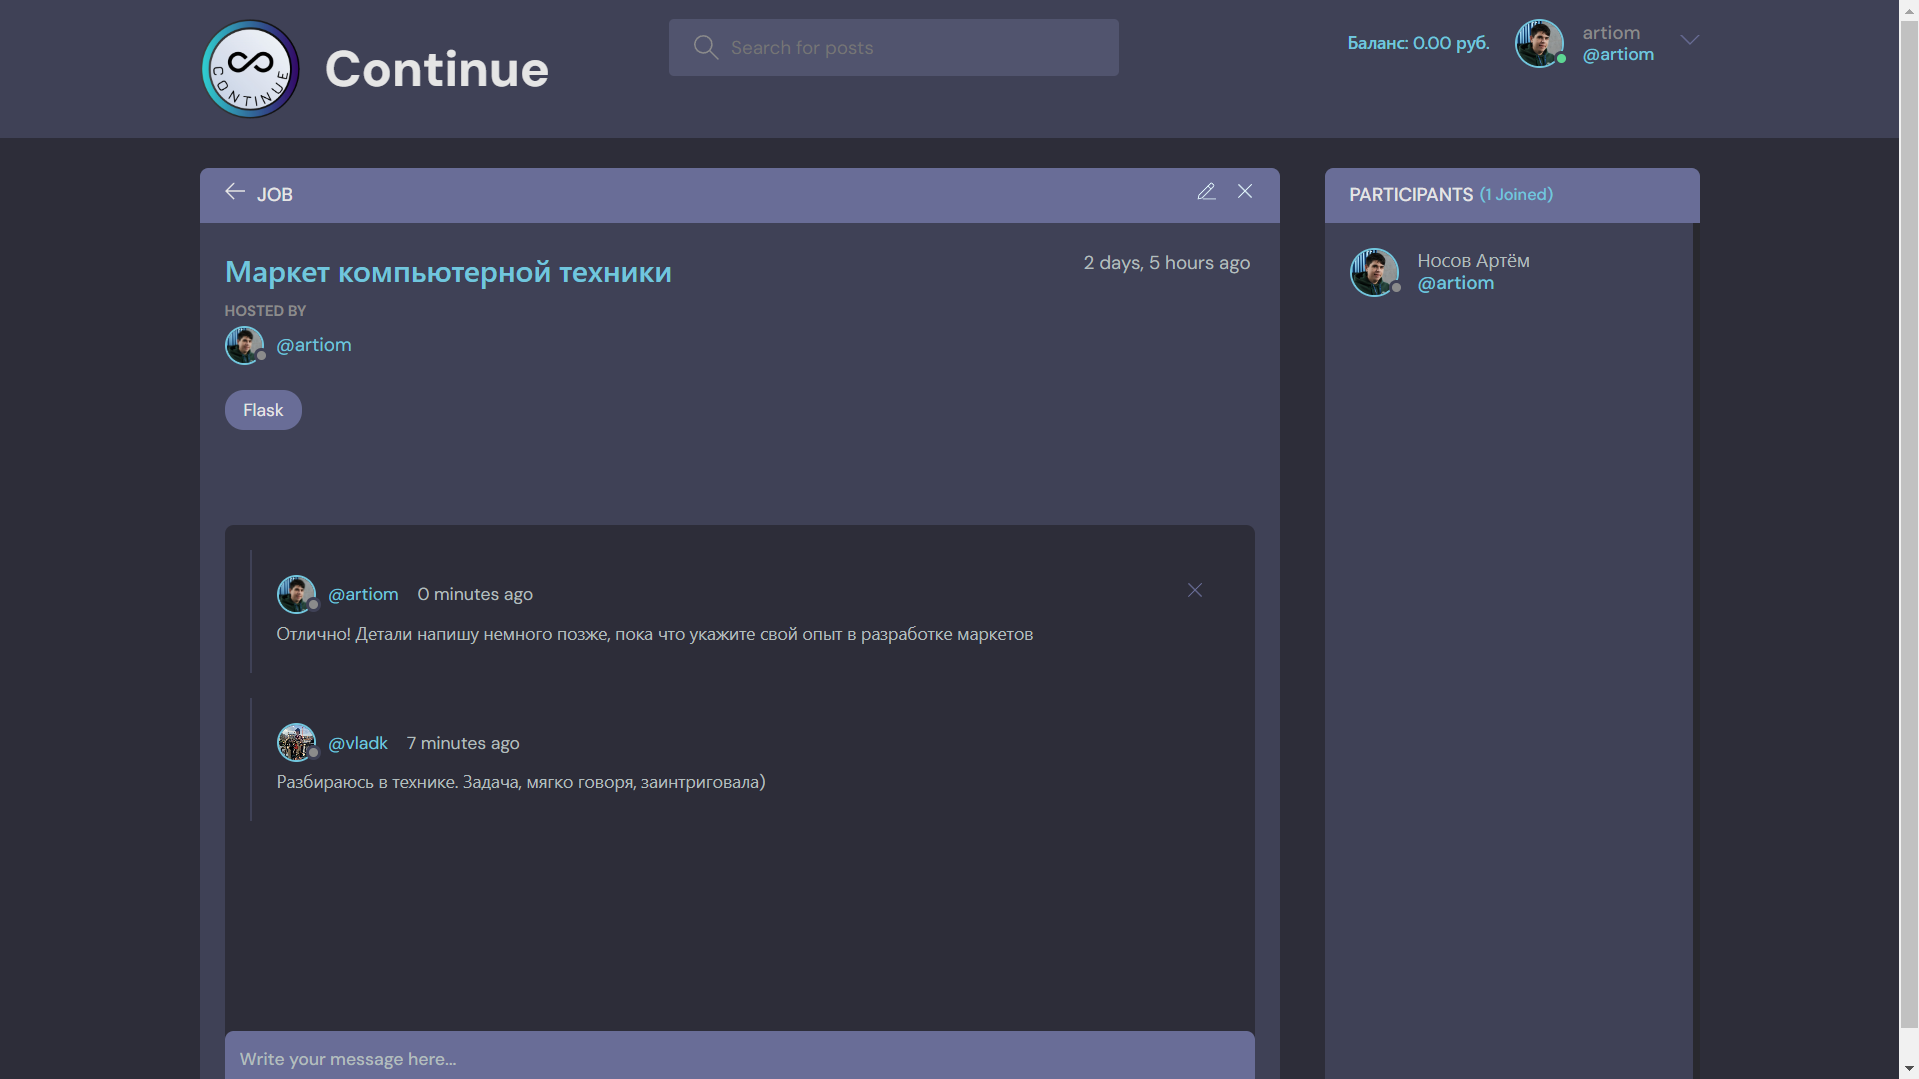 CONTINUE
Continue
Search for posts
Баланс: 0.00 руб.
artiom
@artiom
JOB
Маркет компьютерной техники
2 days, 5 hours ago
HOSTED BY
@artiom
Flask
@artiom 0 minutes ago
Отлично! Детали напишу немного позже, пока что укажите свой опыт в разработке маркетов
@vladk 7 minutes ago
Разбираюсь в технике. Задача, мягко говоря, заинтриговала)
Write your message here...
PARTICIPANTS (1 Joined)
Носов Артём
@artiom